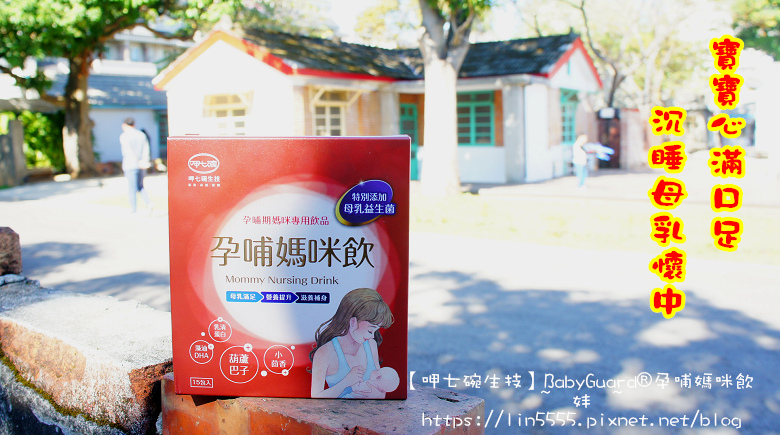 寶寶心滿口足
沉睡母乳懷中
呷七碗
呷七碗生技
特別添加
母乳益生菌
孕哺期媽咪專用飲品
孕哺媽咪飲
Mommy Nursing Drink
母乳滿足 營養提升 滋養補身
乳清
蛋白
藻油
DHA
葫蘆
巴子
小
茴香
15包入
【呷七碗生技】BabyGuard®孕哺媽咪飲
~妹~
https://lin5555.pixnet.net/blog